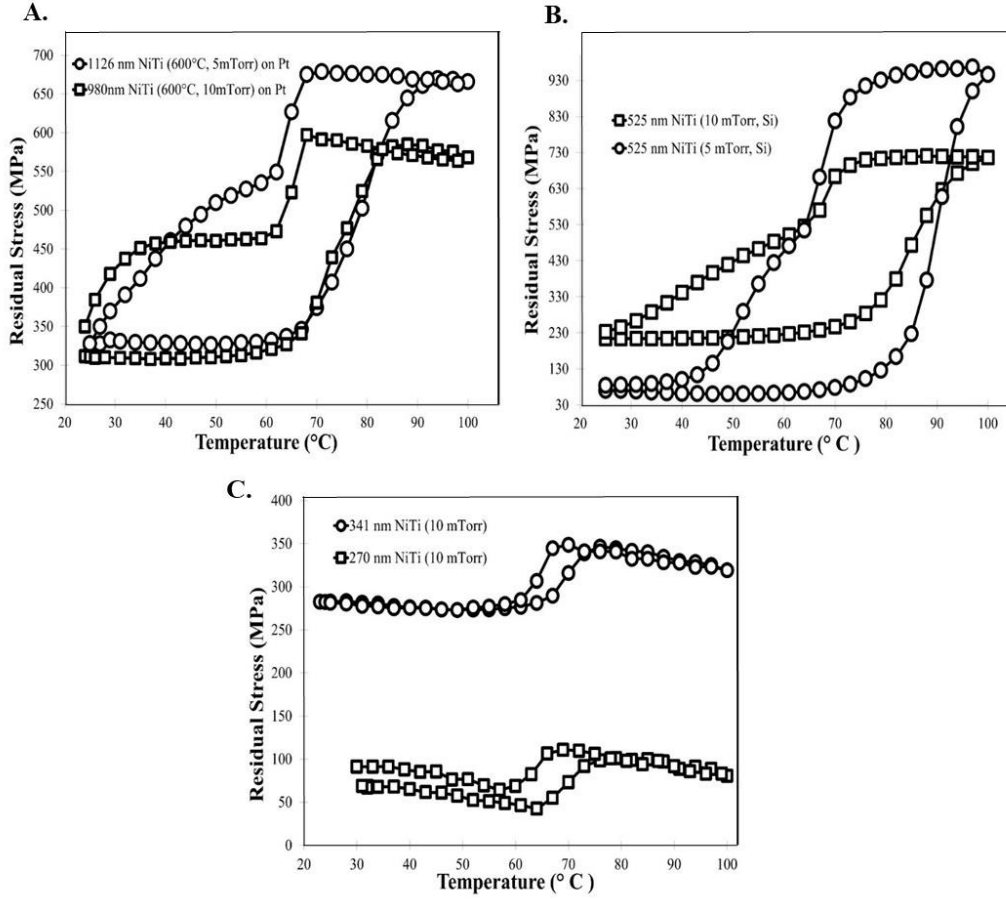 A.
Residual Stress (MPa)
700
650
600
550
500
450
400
350
300
250
1126 nm NiTi (600°C, 5mTorr) on Pt
980nm NiTi (600°C, 10mTorr) on Pt
20 30 40 50 60 70 80 90 100
Temperature (°C)
B.
Residual Stress (MPa)
930
830
730
630
530
430
330
230
130
30
525 nm NiTi (10 mTorr, Si)
525 nm NiTi (5 mTorr, Si)
20 30 40 50 60 70 80 90 100
Temperature (° C )
C.
Residual Stress (MPa)
400
350
300
250
200
150
100
50
0
341 nm NiTi (10 mTorr)
270 nm NiTi (10 mTorr)
20 30 40 50 60 70 80 90 100
Temperature (° C )